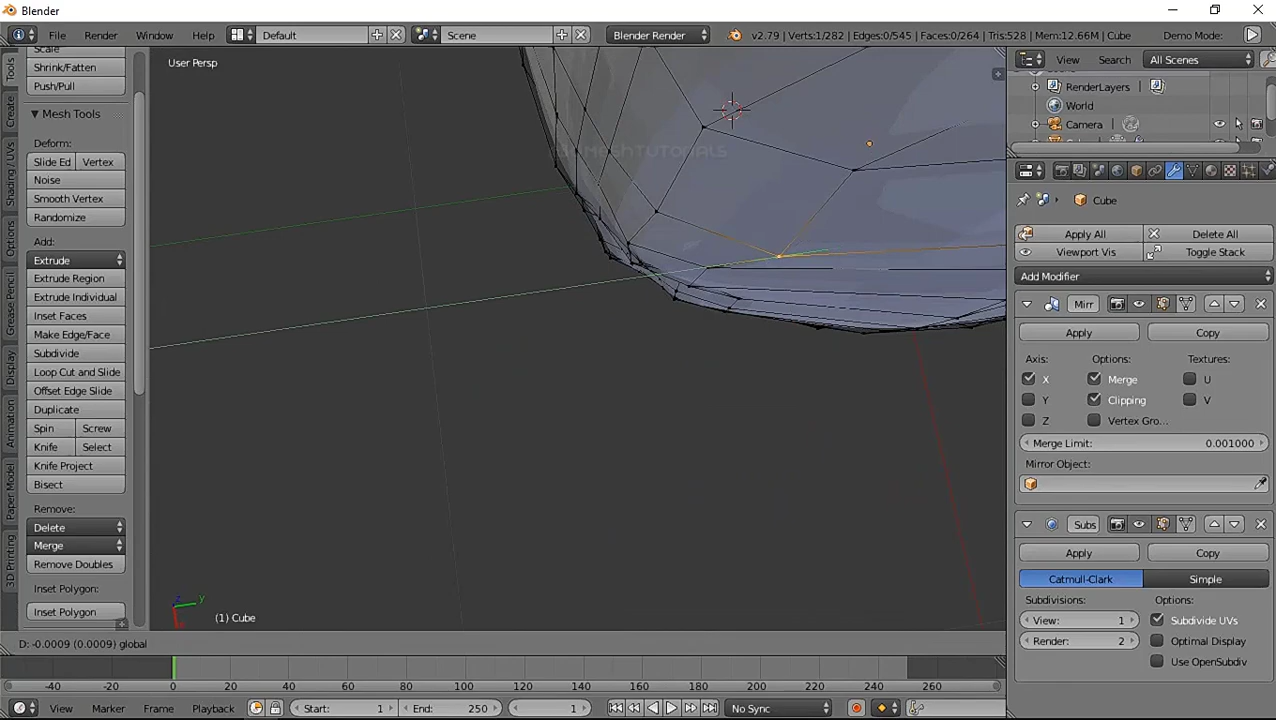 Blender
File Render Window Help Default Scene Blender Render v2.79 | Verts:1/282 | Edges:0/545 | Faces:0/264 | Tris:528 | Mem:12.66M | Cube Demo Mode:
View Search All Scenes
RenderLayers
World
Camera
Tools
Create
Shading / UVs
Options
Grease Pencil
Display
Animation
Paper Model
3D Printing
Scale
Shrink/Fatten
Push/Pull
Mesh Tools
Deform:
Slide Ed Vertex
Noise
Smooth Vertex
Randomize
Add:
Extrude
Extrude Region
Extrude Individual
Inset Faces
Make Edge/Face
Subdivide
Loop Cut and Slide
Offset Edge Slide
Duplicate
Spin Screw
Knife Select
Knife Project
Bisect
Remove:
Delete
Merge
Remove Doubles
Inset Polygon:
Inset Polygon
User Persp
MESHTUTORIALS
z y
(1) Cube
D: -0.0009 (0.0009) global
Cube
Apply All Delete All
Viewport Vis Toggle Stack
Add Modifier
Mirr
Apply Copy
Axis: Options: Textures:
X Merge U
Y Clipping V
Z Vertex Gro...
Merge Limit: 0.001000
Mirror Object:
Subs
Apply Copy
Catmull-Clark Simple
Subdivisions: Options:
View: 1 Subdivide UVs
Render: 2 Optimal Display
Use OpenSubdiv
-40 -20 0 20 40 60 80 100 120 140 160 180 200 220 240 260
View Marker Frame Playback Start: 1 End: 250 1 No Sync